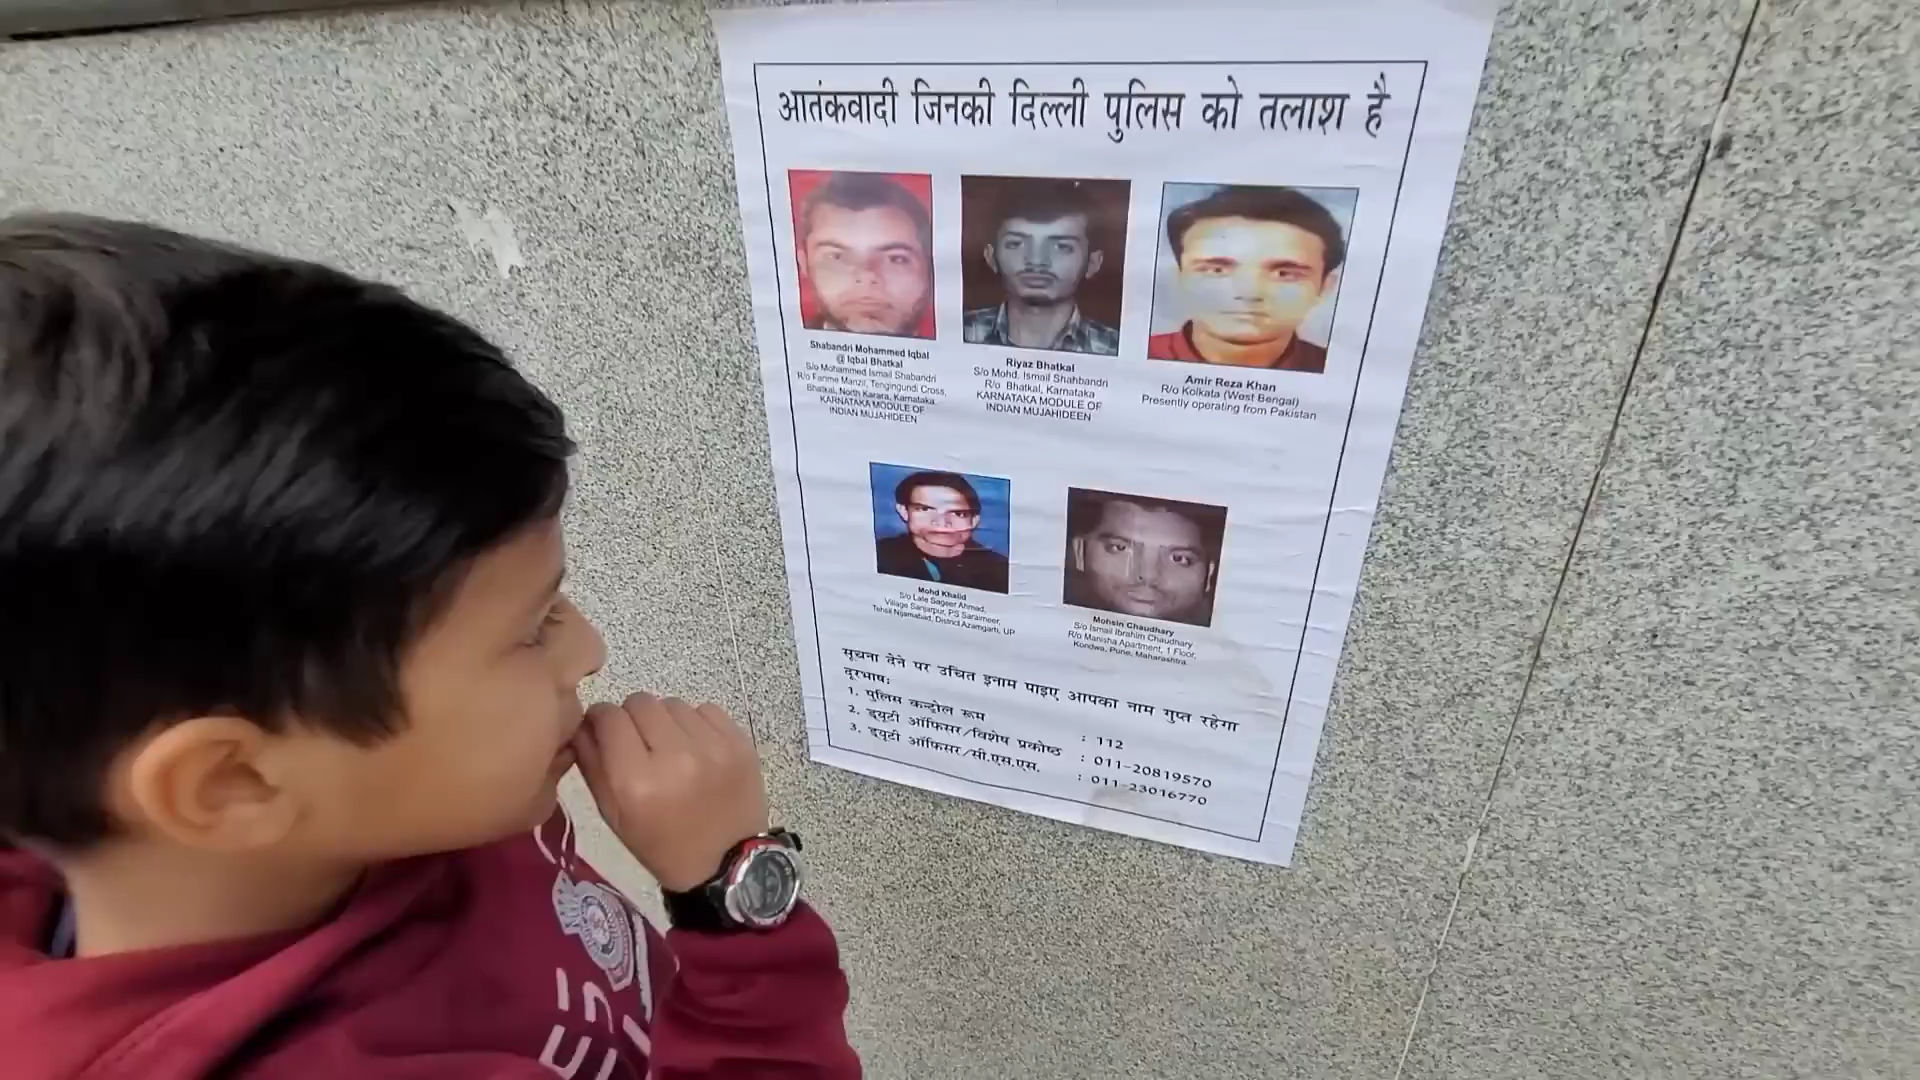 आतंकवादी जिनकी दिल्ली पुलिस को तलाश है
Shabandri Mohammed Iqbal
@ Iqbal Bhatkal
S/o Mohammed Ismail Shabandri
R/o Farime Manzil, Tengingundi Cross,
Bhatkal, North Karara, Karnataka
KARNATAKA MODULE OF
INDIAN MUJAHIDEEN
Riyaz Bhatkal
S/o Mohd. Ismail Shahbandri
R/o Bhatkal, Karnataka
KARNATAKA MODULE OF
INDIAN MUJAHIDEEN
Amir Reza Khan
R/o Kolkata (West Bengal)
Presently operating from Pakistan
Mohd Khalid
S/o Late Sageer Ahmad,
Village Sanjarpur, PS Saraimeer,
Tehsil Nijamabad, District Azamgarh, UP
Mohsin Chaudhary
S/o Ismail Ibrahim Chaudhary
R/o Manisha Apartment, 1 Floor,
Kondwa, Pune, Maharashtra.
सूचना देने पर उचित इनाम पाइए आपका नाम गुप्त रहेगा
दूरभाष:
1. पुलिस कन्ट्रोल रूम : 112
2. ड्यूटी ऑफिसर/विशेष प्रकोष्ठ : 011-20819570
3. ड्यूटी ऑफिसर/सी.एस.एस. : 011-23016770